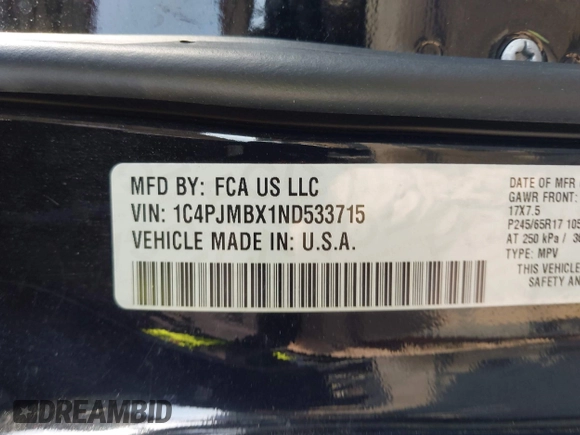 MFD BY: FCA US LLC
VIN: 1C4PJMBX1ND533715
VEHICLE MADE IN: U.S.A.
DATE OF MFR
GAWR FRONT:
17X7.5
P245/65R17 105
AT 250 kPa /
TYPE: MPV
THIS VEHICLE
SAFETY AN
DREAMBID